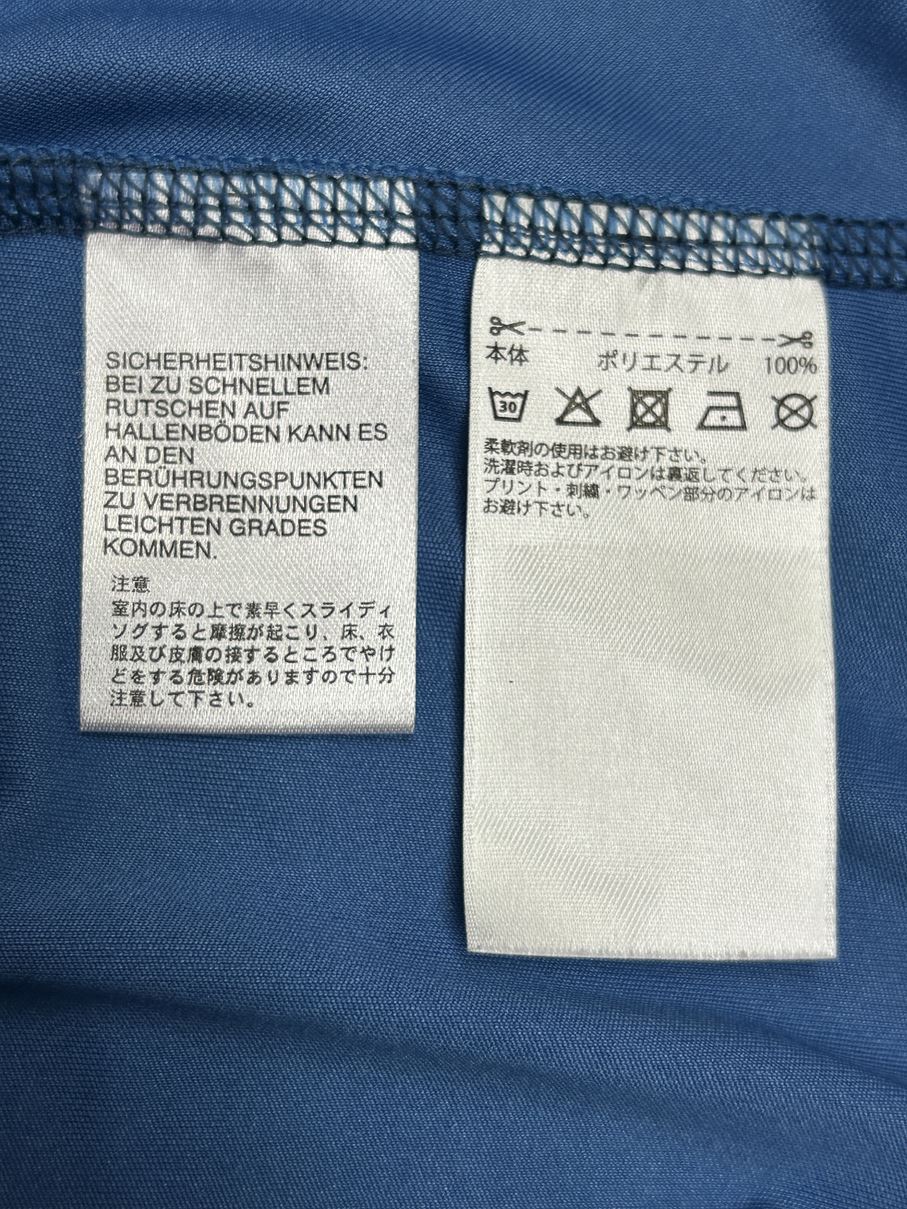 SICHERHEITSHINWEIS:
BEI ZU SCHNELLEM
RUTSCHEN AUF
HALLENBÖDEN KANN ES
AN DEN
BERÜHRUNGSPUNKTEN
ZU VERBRENNUNGEN
LEICHTEN GRADES
KOMMEN.
注意
室内の床の上で素早くスライディ
ングすると摩擦が起こり、床、衣
服及び皮膚の接するところでやけ
どをする危険がありますので十分
注意して下さい。
本体 ポリエステル 100%
30
柔軟剤の使用はお避け下さい。
洗濯時およびアイロンは裏返してください。
プリント・刺繍・ワッペン部分のアイロンは
お避け下さい。